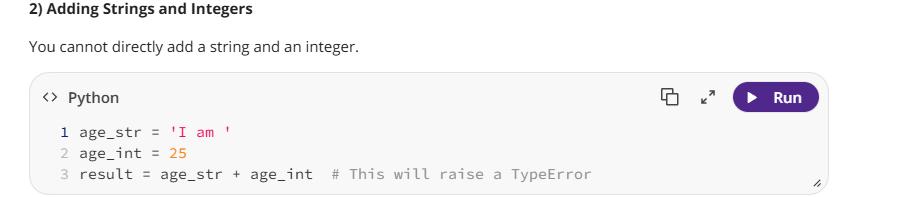 2) Adding Strings and Integers
You cannot directly add a string and an integer.
<> Python Run
1 age_str = 'I am '
2 age_int = 25
3 result = age_str + age_int  # This will raise a TypeError